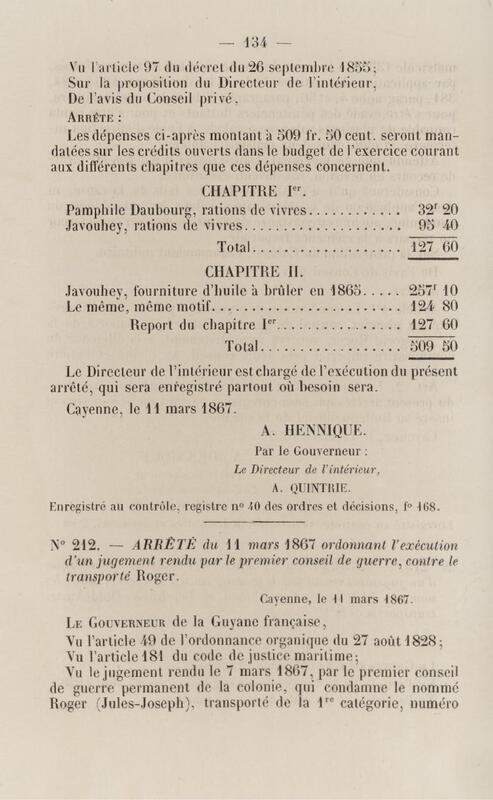 — 134 —
Vu l'article 97 du décret du 26 septembre 1855;
Sur la proposition du Directeur de l'intérieur,
De l'avis du Conseil privé,
ARRÊTE :
Les dépenses ci-après montant à 509 fr. 50 cent. seront man-
datées sur les crédits ouverts dans le budget de l'exercice courant
aux différents chapitres que ces dépenses concernent.
CHAPITRE Ier.
Pamphile Daubourg, rations de vivres............ 32f 20
Javouhey, rations de vivres..................... 95 40
Total.................... 127 60
CHAPITRE II.
Javouhey, fourniture d'huile à brûler en 1865..... 257f 10
Le même, même motif......................... 124 80
Report du chapitre Ier................ 127 60
Total.................. 509 50
Le Directeur de l'intérieur est chargé de l'exécution du présent
arrêté, qui sera enregistré partout où besoin sera.
Cayenne, le 11 mars 1867.
A. HENNIQUE.
Par le Gouverneur :
Le Directeur de l'intérieur,
A. QUINTRIE.
Enregistré au contrôle, registre no 40 des ordres et décisions, fo 168.
No 212. — ARRÊTÉ du 11 mars 1867 ordonnant l'exécution
d'un jugement rendu par le premier conseil de guerre, contre le
transporté Roger.
Cayenne, le 11 mars 1867.
LE GOUVERNEUR de la Guyane française,
Vu l'article 49 de l'ordonnance organique du 27 août 1828;
Vu l'article 181 du code de justice maritime;
Vu le jugement rendu le 7 mars 1867, par le premier conseil
de guerre permanent de la colonie, qui condamne le nommé
Roger (Jules-Joseph), transporté de la 1re catégorie, numéro